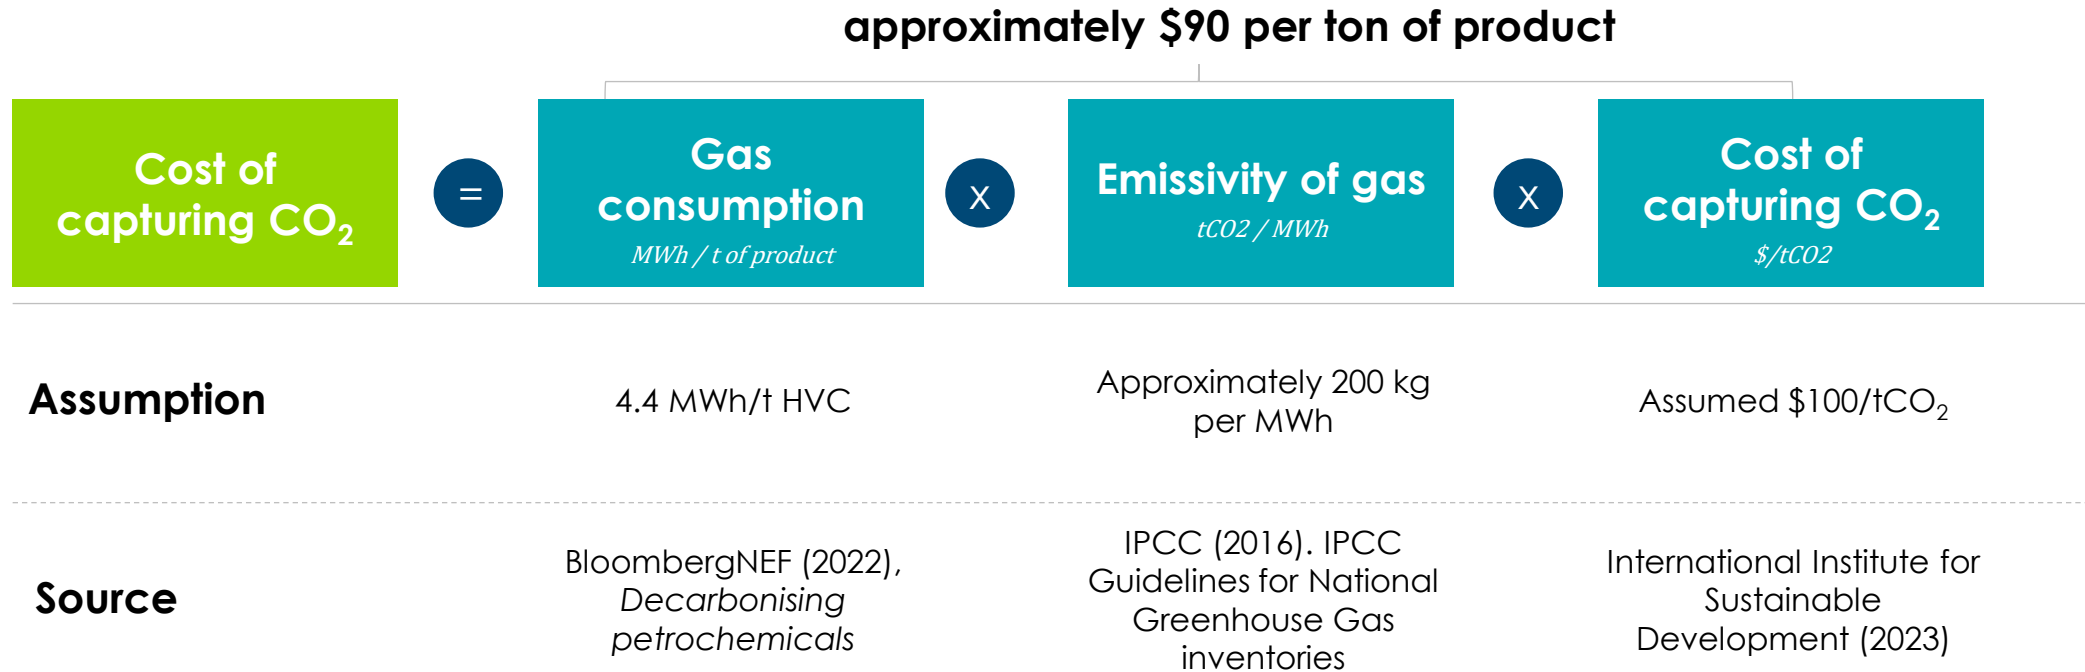 approximately $90 per ton of product
Cost of
capturing CO₂
=
Gas
consumption
MWh / t of product
x
Emissivity of gas
tCO2 / MWh
x
Cost of
capturing CO₂
$/tCO2
Assumption
4.4 MWh/t HVC
Approximately 200 kg
per MWh
Assumed $100/tCO₂
Source
BloombergNEF (2022),
Decarbonising
petrochemicals
IPCC (2016). IPCC
Guidelines for National
Greenhouse Gas
inventories
International Institute for
Sustainable
Development (2023)